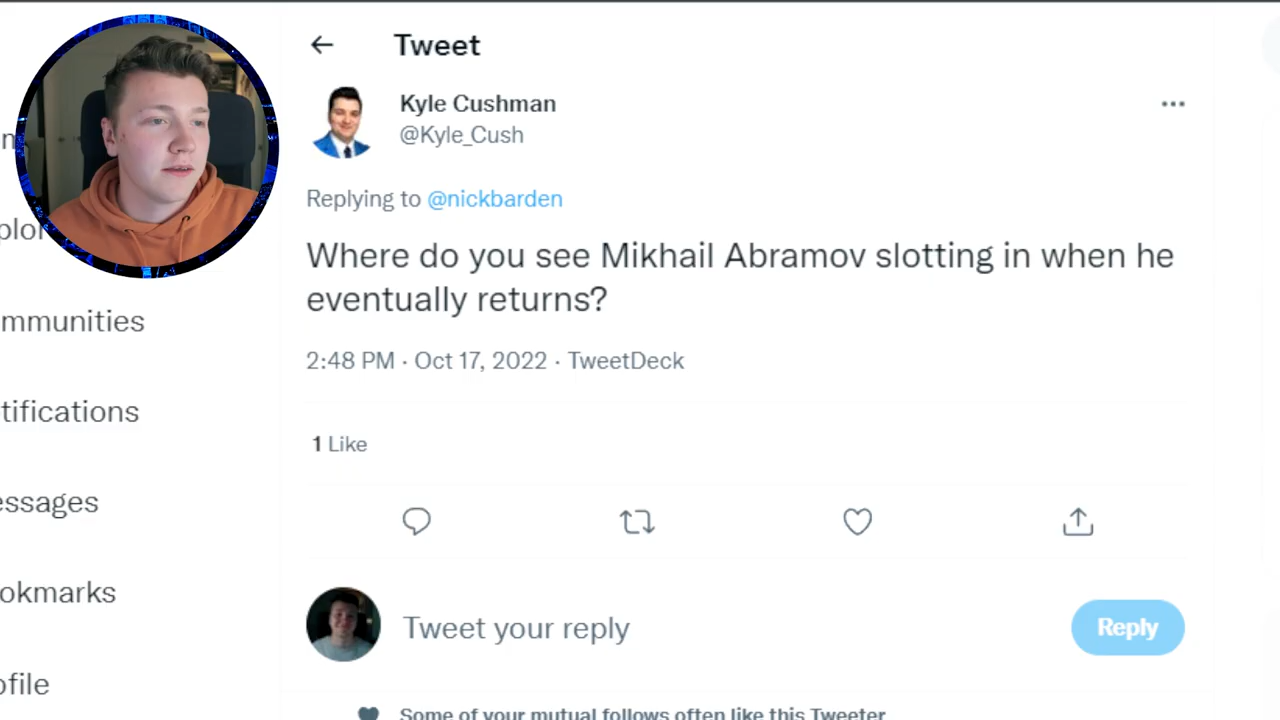 Tweet
Kyle Cushman
@Kyle_Cush
Replying to @nickbarden
Where do you see Mikhail Abramov slotting in when he
eventually returns?
2:48 PM · Oct 17, 2022 · TweetDeck
1 Like
Tweet your reply
Reply
Some of your mutual follows often like this Tweeter
plor
mmunities
tifications
essages
okmarks
ofile